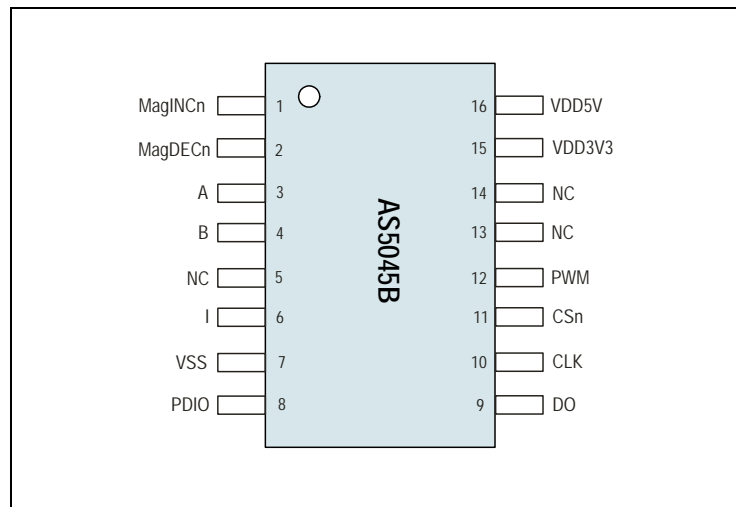 MagINCn 1 16 VDD5V
MagDECn 2 15 VDD3V3
A 3 14 NC
B 4 13 NC
NC 5 12 PWM
I 6 11 CSn
VSS 7 10 CLK
PDIO 8 9 DO
AS5045B